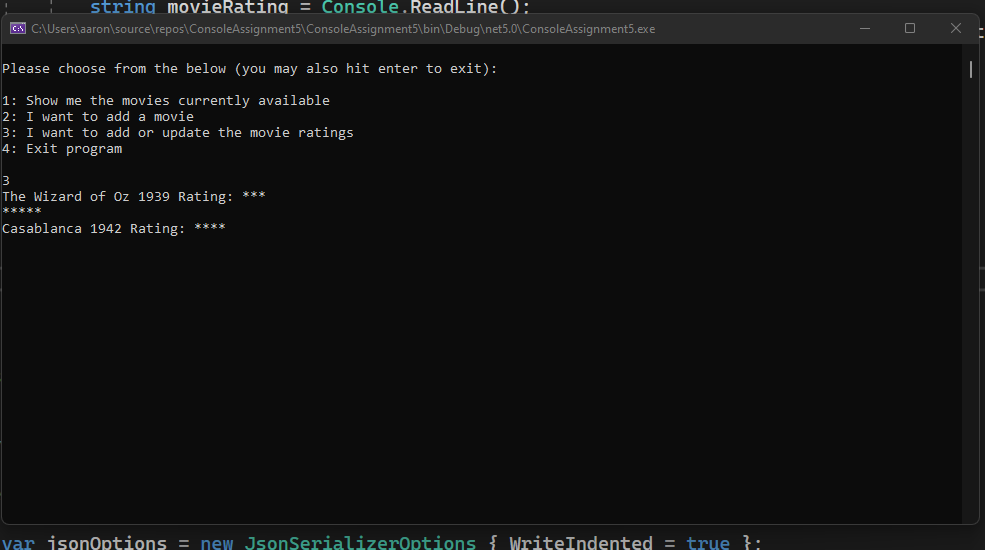 string movieRating = Console.ReadLine();
C:\Users\aaron\source\repos\ConsoleAssignment5\ConsoleAssignment5\bin\Debug\net5.0\ConsoleAssignment5.exe
Please choose from the below (you may also hit enter to exit):
1: Show me the movies currently available
2: I want to add a movie
3: I want to add or update the movie ratings
4: Exit program
3
The Wizard of Oz 1939 Rating: ***
*****
Casablanca 1942 Rating: ****
var jsonOptions = new JsonSerializerOptions { WriteIndented = true };